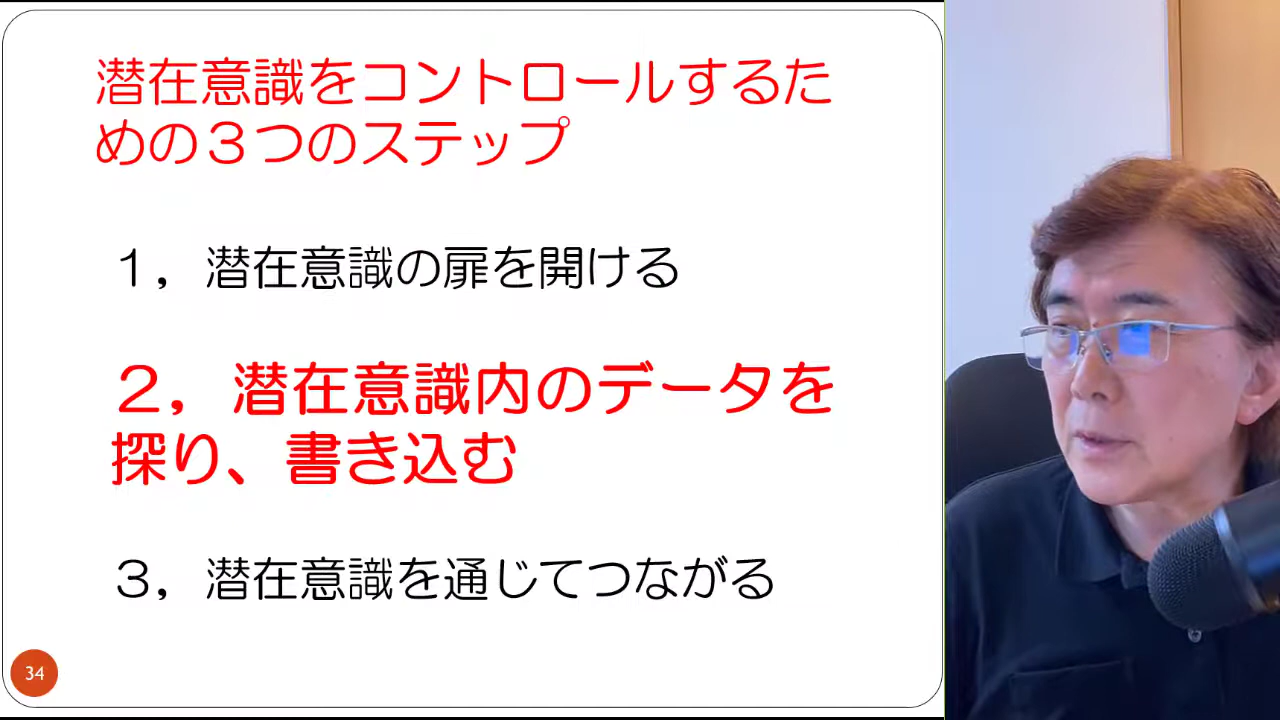 潜在意識をコントロールするた
めの３つのステップ
１，潜在意識の扉を開ける
２，潜在意識内のデータを
探り、書き込む
３，潜在意識を通じてつながる
34